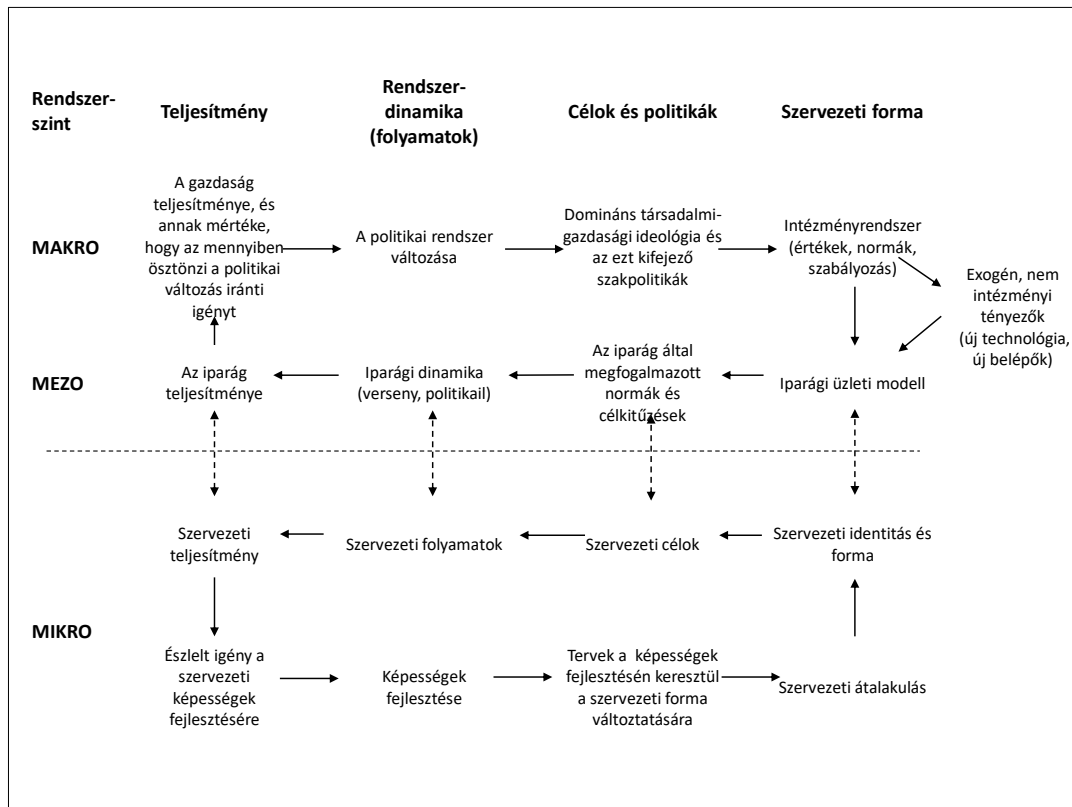 Rendszer-
szint
Teljesítmény
Rendszer-
dinamika
(folyamatok)
Célok és politikák
Szervezeti forma
MAKRO
A gazdaság
teljesítménye, és
annak mértéke,
hogy az mennyiben
ösztönzi a politikai
változás iránti
igényt
A politikai rendszer
változása
Domináns társadalmi-
gazdasági ideológia és
az ezt kifejező
szakpolitikák
Intézményrendszer
(értékek, normák,
szabályozás)
Exogén, nem
intézményi
tényezők
(új technológia,
új belépők)
MEZO
Az iparág
teljesítménye
Iparági dinamika
(verseny, politikail)
Az iparág által
megfogalmazott
normák és
célkitűzések
Iparági üzleti modell
MIKRO
Szervezeti
teljesítmény
Szervezeti folyamatok
Szervezeti célok
Szervezeti identitás és
forma
Észlelt igény a
szervezeti
képességek
fejlesztésére
Képességek
fejlesztése
Tervek a képességek
fejlesztésén keresztül
a szervezeti forma
változtatására
Szervezeti átalakulás